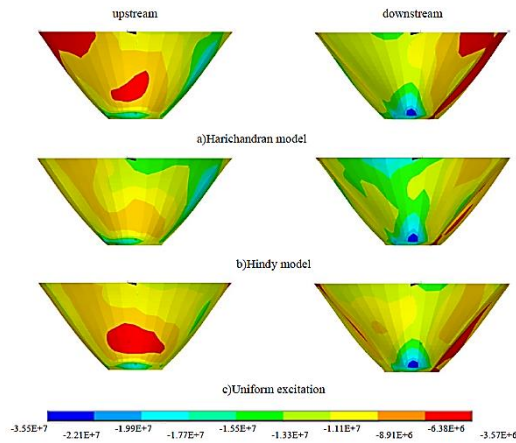 upstream downstream
a)Harichandran model
b)Hindy model
c)Uniform excitation
-3.55E+7 -2.21E+7 -1.99E+7 -1.77E+7 -1.55E+7 -1.33E+7 -1.11E+7 -8.91E+6 -6.38E+6 -3.57E+6